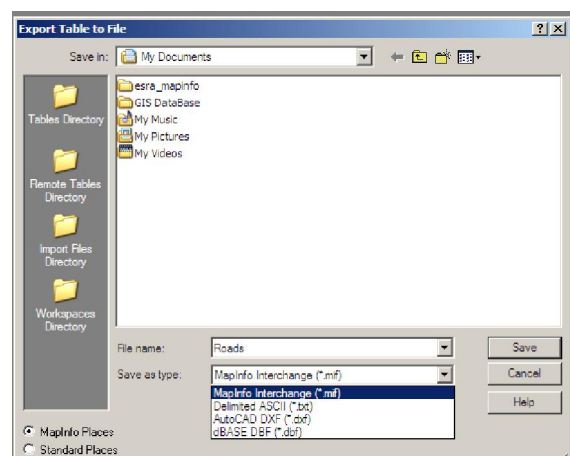 Export Table to File
Save in:
My Documents
Tables Directory
Remote Tables
Directory
Import Files
Directory
Workspaces
Directory
esra_mapinfo
GIS DataBase
My Music
My Pictures
My Videos
File name:
Roads
Save
Save as type:
MapInfo Interchange (*.mif)
Cancel
MapInfo Interchange (*.mif)
Delimited ASCII (*.txt)
AutoCAD DXF (*.dxf)
dBASE DBF (*.dbf)
Help
MapInfo Places
Standard Places